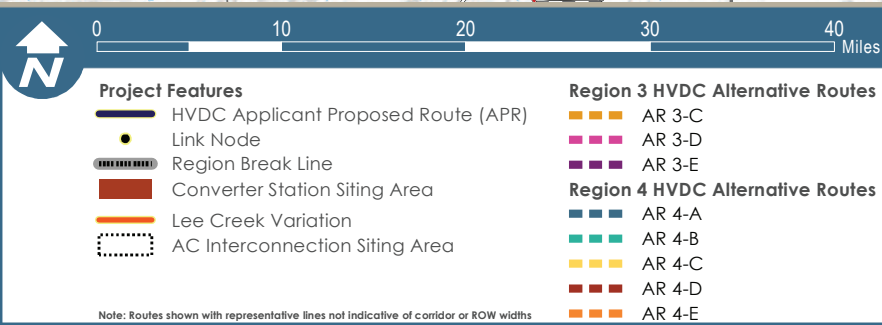 0 10 20 30 40
Miles
N
Project Features
HVDC Applicant Proposed Route (APR)
Link Node
Region Break Line
Converter Station Siting Area
Lee Creek Variation
AC Interconnection Siting Area
Note: Routes shown with representative lines not indicative of corridor or ROW widths
Region 3 HVDC Alternative Routes
AR 3-C
AR 3-D
AR 3-E
Region 4 HVDC Alternative Routes
AR 4-A
AR 4-B
AR 4-C
AR 4-D
AR 4-E